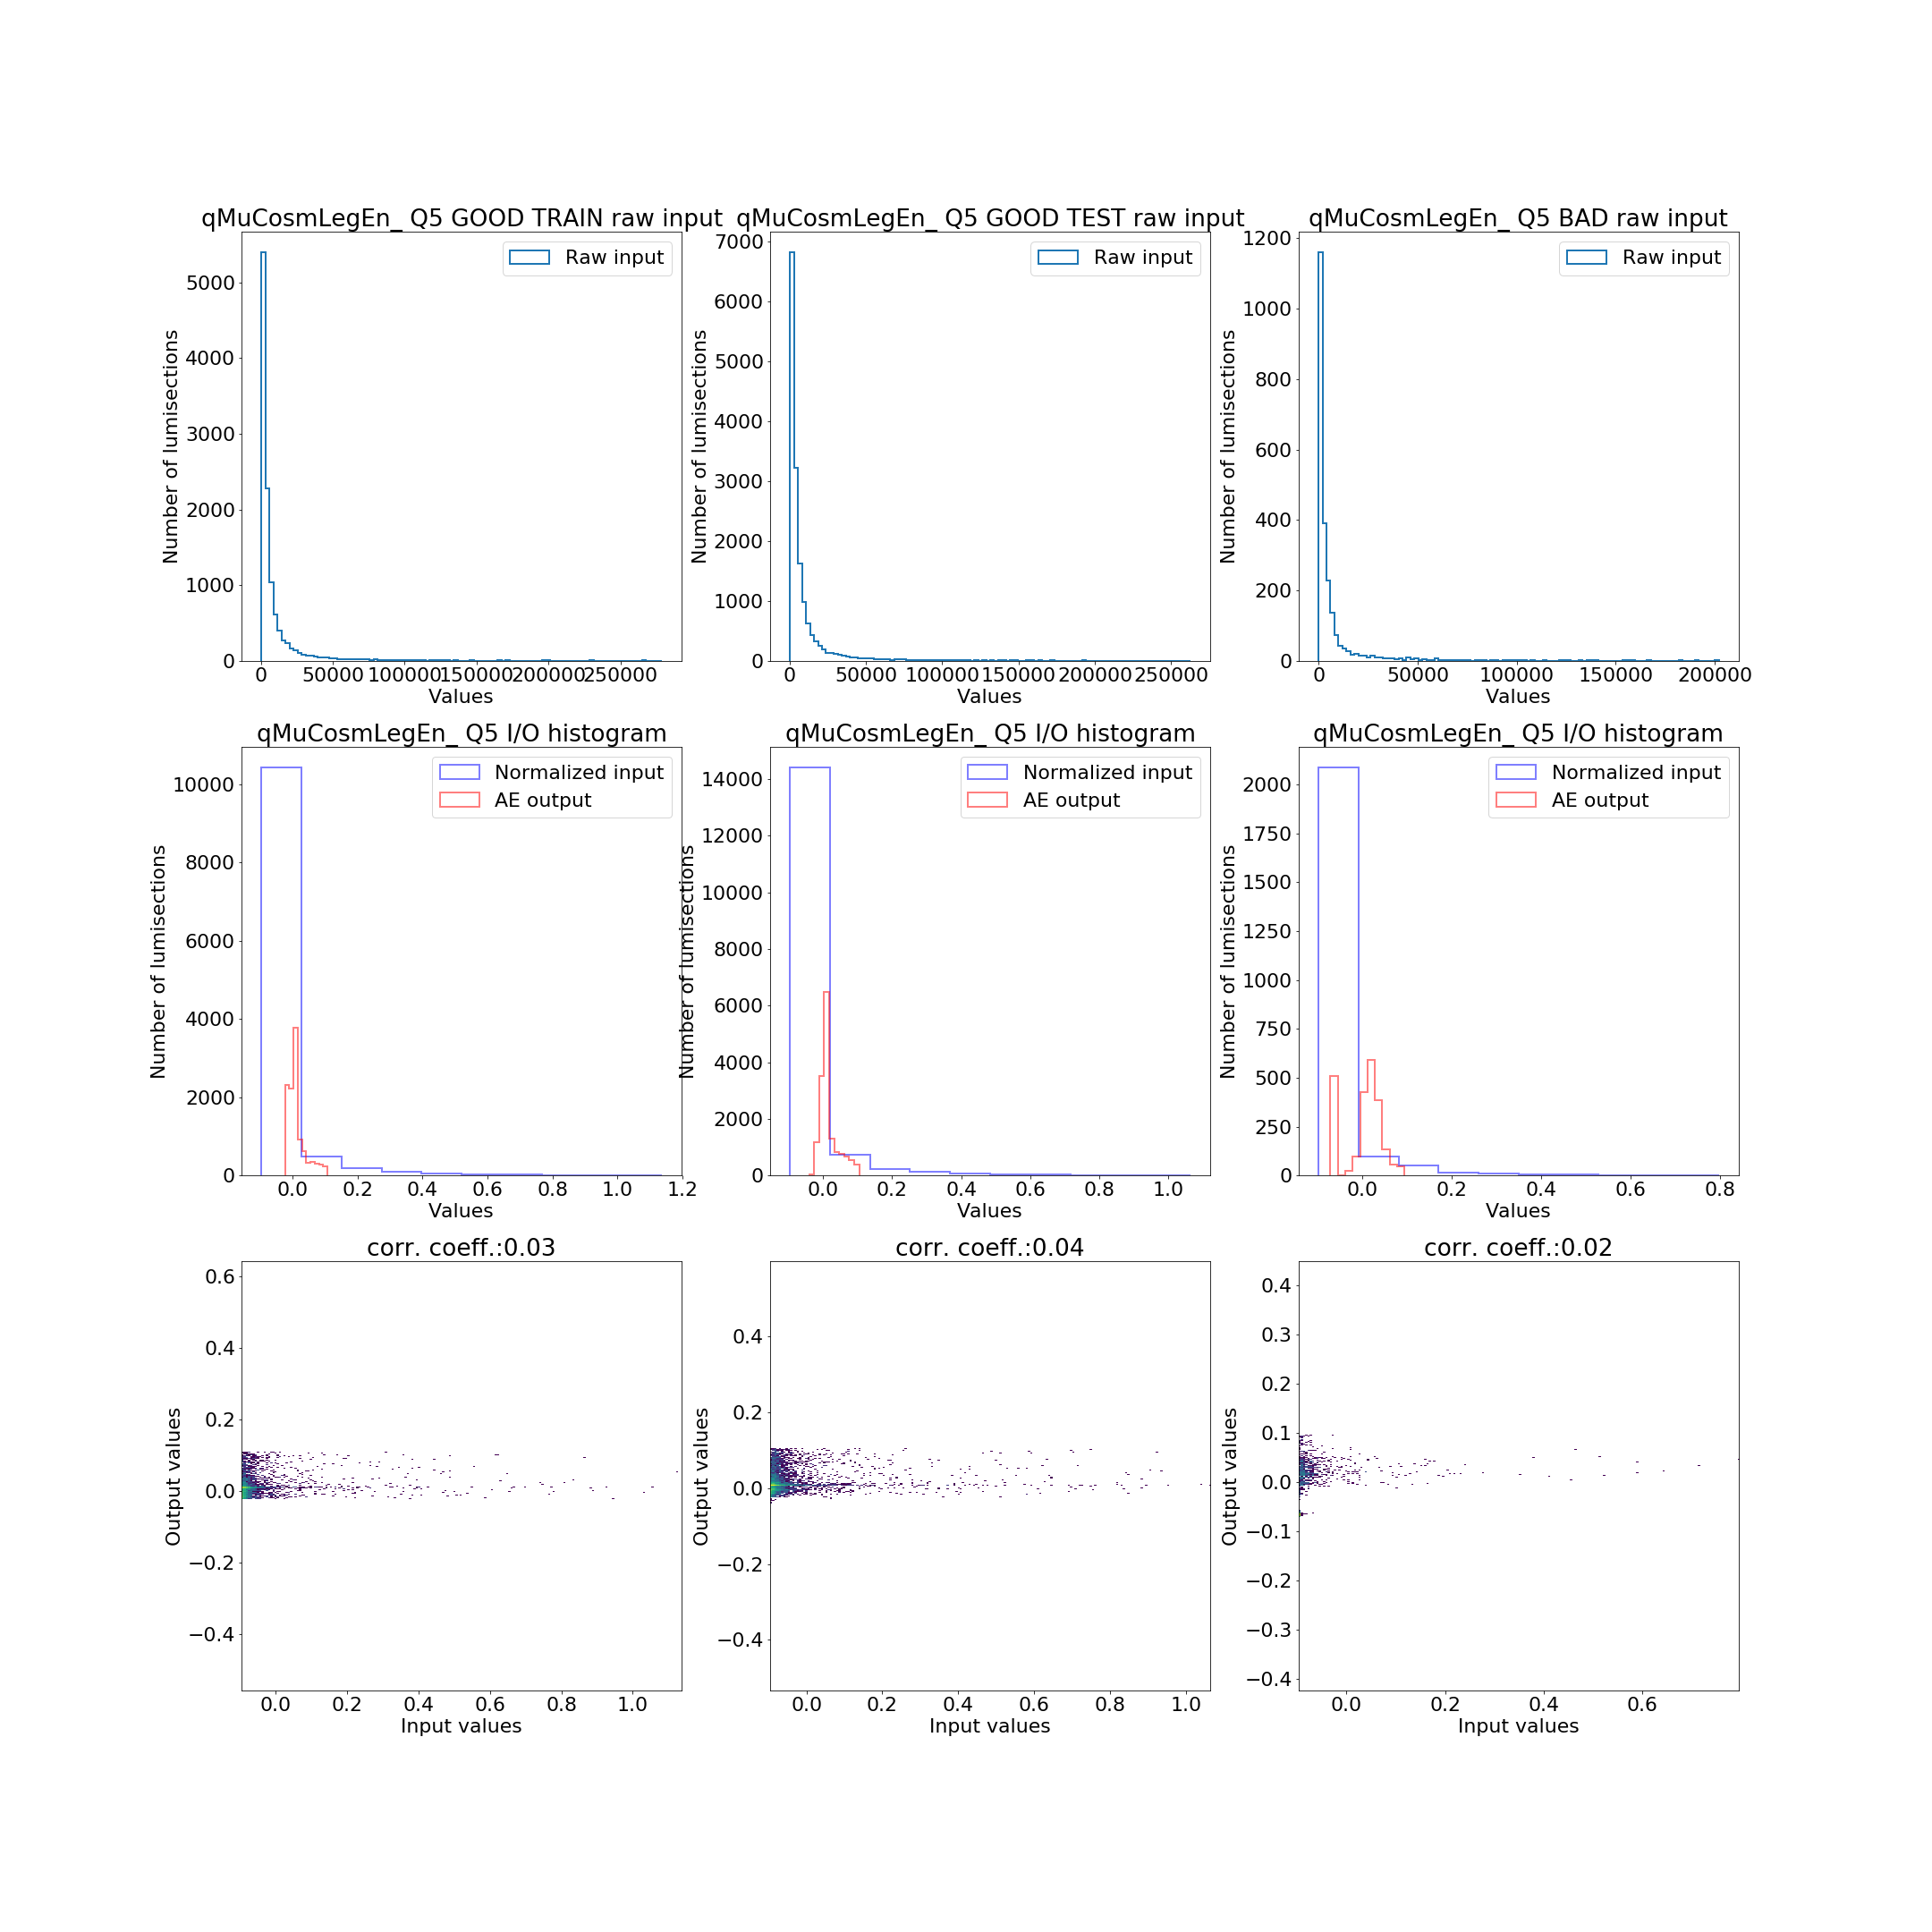 qMuCosmLegEn_ Q5 GOOD TRAIN raw input
Raw input
Number of lumisections
5000
4000
3000
2000
1000
0
0 50000 100000 150000 200000 250000
Values
qMuCosmLegEn_ Q5 GOOD TEST raw input
Raw input
Number of lumisections
7000
6000
5000
4000
3000
2000
1000
0
0 50000 100000 150000 200000 250000
Values
qMuCosmLegEn_ Q5 BAD raw input
Raw input
Number of lumisections
1200
1000
800
600
400
200
0
0 50000 100000 150000 200000
Values
qMuCosmLegEn_ Q5 I/O histogram
Normalized input
AE output
Number of lumisections
10000
8000
6000
4000
2000
0
0.0 0.2 0.4 0.6 0.8 1.0 1.2
Values
qMuCosmLegEn_ Q5 I/O histogram
Normalized input
AE output
Number of lumisections
14000
12000
10000
8000
6000
4000
2000
0
0.0 0.2 0.4 0.6 0.8 1.0
Values
qMuCosmLegEn_ Q5 I/O histogram
Normalized input
AE output
Number of lumisections
2000
1750
1500
1250
1000
750
500
250
0
0.0 0.2 0.4 0.6 0.8
Values
corr. coeff.:0.03
Output values
0.6
0.4
0.2
0.0
−0.2
−0.4
0.0 0.2 0.4 0.6 0.8 1.0
Input values
corr. coeff.:0.04
Output values
0.4
0.2
0.0
−0.2
−0.4
0.0 0.2 0.4 0.6 0.8 1.0
Input values
corr. coeff.:0.02
Output values
0.4
0.3
0.2
0.1
0.0
−0.1
−0.2
−0.3
−0.4
0.0 0.2 0.4 0.6
Input values